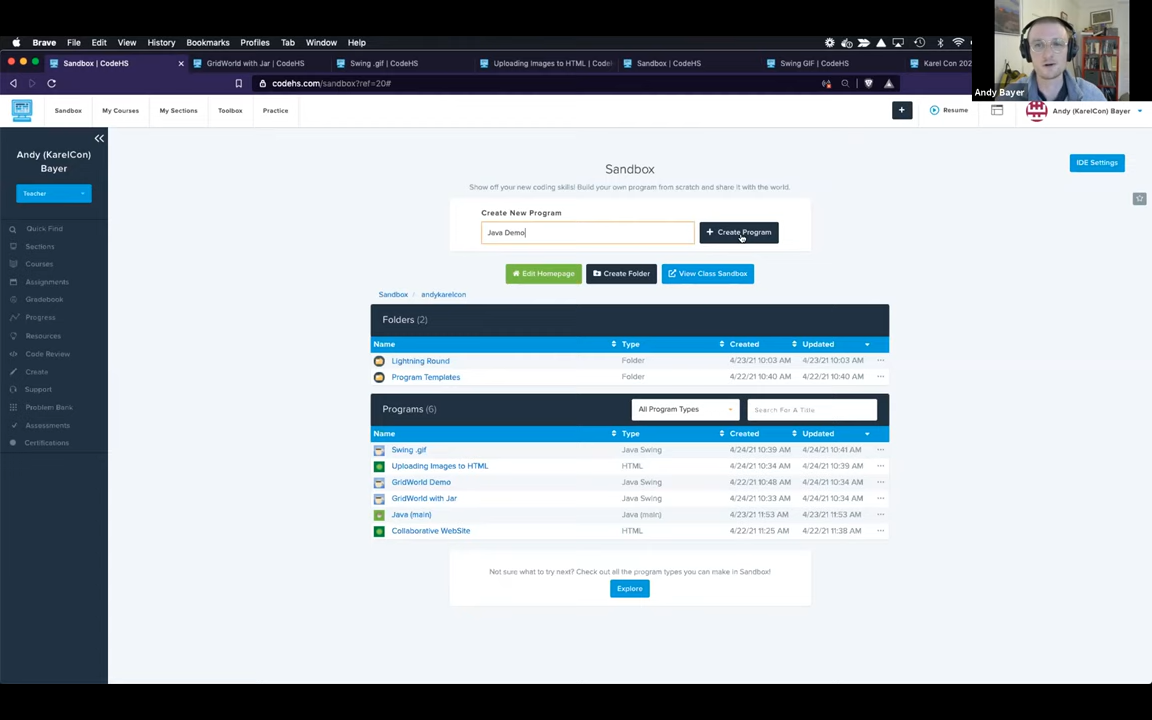 Brave File Edit View History Bookmarks Profiles Tab Window Help
Sandbox | CodeHS
GridWorld with Jar | CodeHS
Swing .gif | CodeHS
Uploading Images to HTML | CodeH
Sandbox | CodeHS
Swing GIF | CodeHS
Karel Con 202
codehs.com/sandbox?ref=20#
Andy Bayer
Sandbox My Courses My Sections Toolbox Practice
+ Resume Andy (KarelCon) Bayer
Andy (KarelCon)
Bayer
Teacher
Quick Find
Sections
Courses
Assignments
Gradebook
Progress
Resources
Code Review
Create
Support
Problem Bank
Assessments
Certifications
Sandbox
IDE Settings
Show off your new coding skills! Build your own program from scratch and share it with the world.
Create New Program
Java Demo
+ Create Program
Edit Homepage Create Folder View Class Sandbox
Sandbox / andykarelcon
Folders (2)
Name Type Created Updated
Lightning Round Folder 4/23/21 10:03 AM 4/23/21 10:03 AM ...
Program Templates Folder 4/22/21 10:40 AM 4/22/21 10:40 AM ...
Programs (6) All Program Types Search For A Title
Name Type Created Updated
Swing .gif Java Swing 4/24/21 10:39 AM 4/24/21 10:41 AM ...
Uploading Images to HTML HTML 4/24/21 10:34 AM 4/24/21 10:39 AM ...
GridWorld Demo Java Swing 4/22/21 10:48 AM 4/24/21 10:34 AM ...
GridWorld with Jar Java Swing 4/24/21 10:33 AM 4/24/21 10:34 AM ...
Java (main) Java (main) 4/23/21 11:53 AM 4/23/21 11:53 AM ...
Collaborative WebSite HTML 4/22/21 11:25 AM 4/22/21 11:38 AM ...
Not sure what to try next? Check out all the program types you can make in Sandbox!
Explore